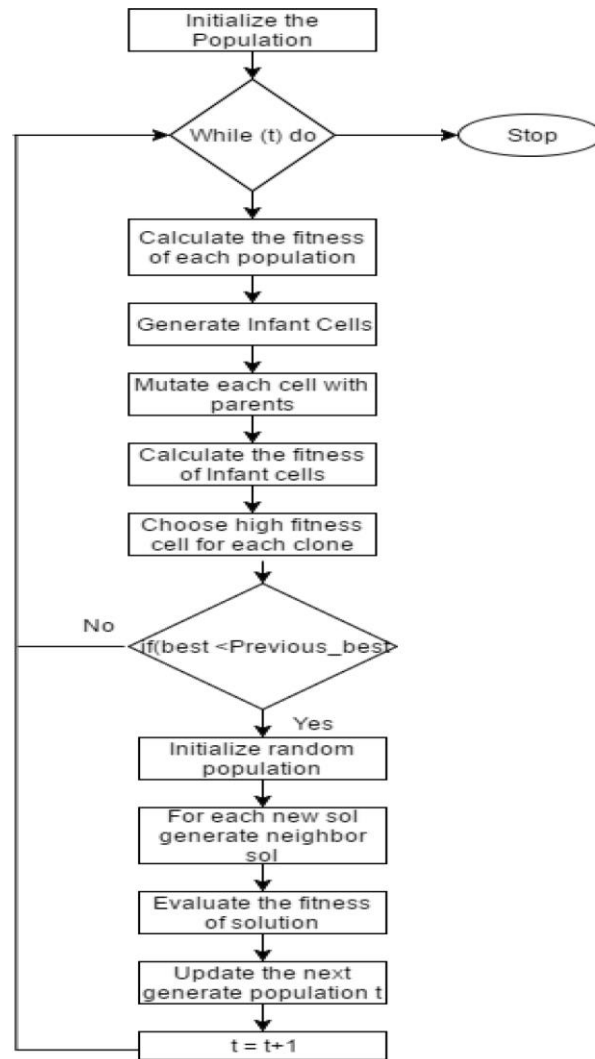 Initialize the
Population
While (t) do
Stop
Calculate the fitness
of each population
Generate Infant Cells
Mutate each cell with
parents
Calculate the fitness
of Infant cells
Choose high fitness
cell for each clone
No
if(best <Previous_best
Yes
Initialize random
population
For each new sol
generate neighbor
sol
Evaluate the fitness
of solution
Update the next
generate population t
t = t+1